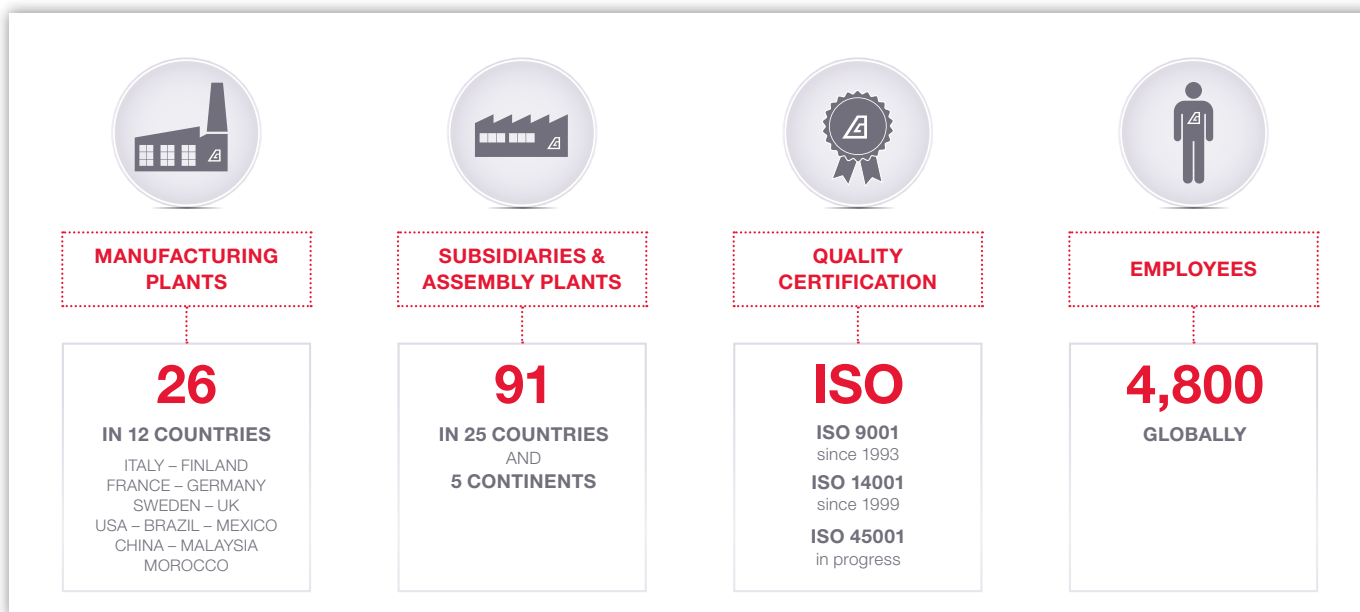 MANUFACTURING
PLANTS
26
IN 12 COUNTRIES
ITALY – FINLAND
FRANCE – GERMANY
SWEDEN – UK
USA – BRAZIL – MEXICO
CHINA – MALAYSIA
MOROCCO
SUBSIDIARIES &
ASSEMBLY PLANTS
91
IN 25 COUNTRIES
AND
5 CONTINENTS
QUALITY
CERTIFICATION
ISO
ISO 9001
since 1993
ISO 14001
since 1999
ISO 45001
in progress
EMPLOYEES
4,800
GLOBALLY